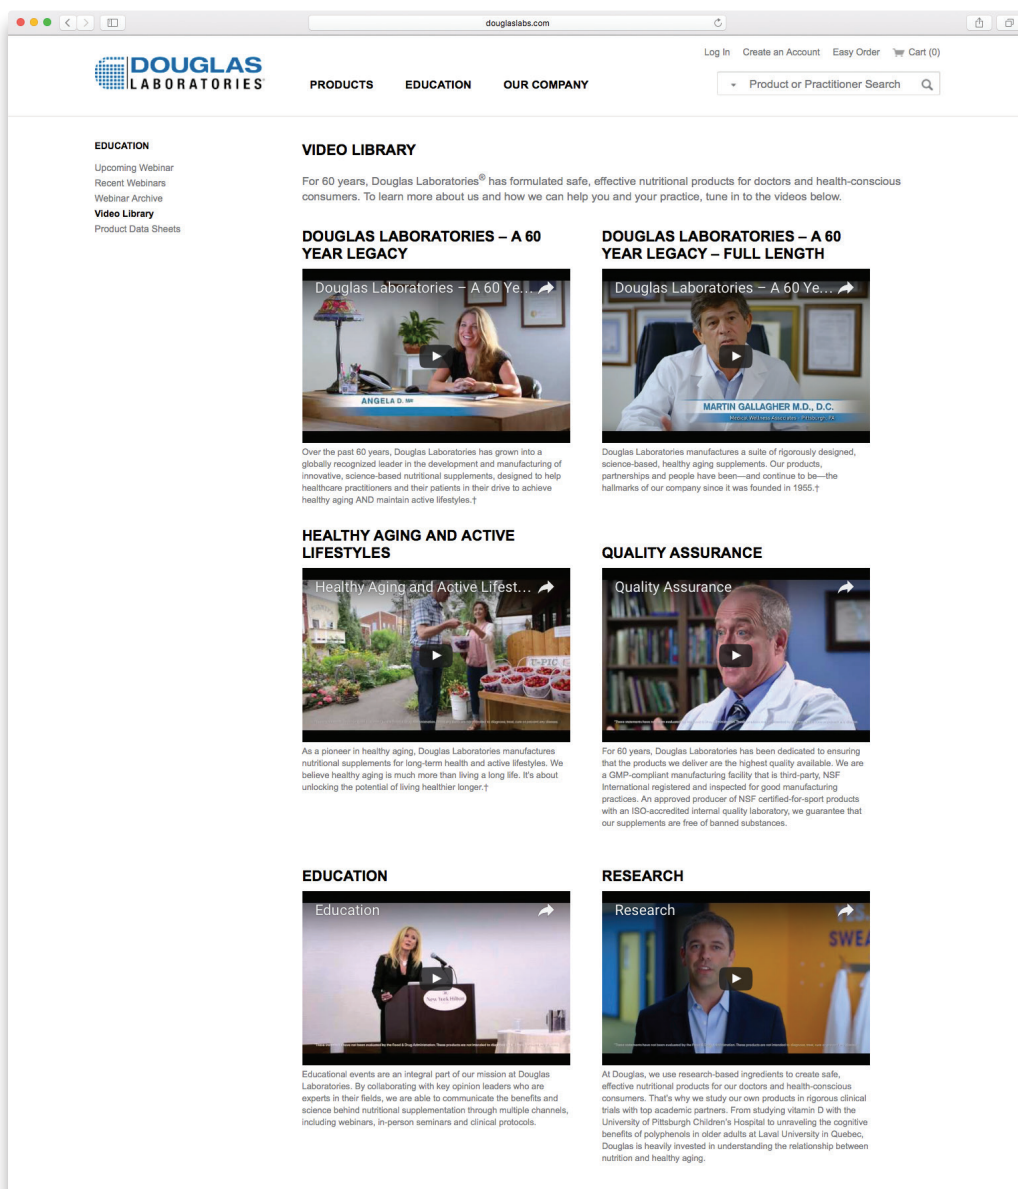 douglaslabs.com
Log In Create an Account Easy Order Cart (0)
DOUGLAS
LABORATORIES
PRODUCTS EDUCATION OUR COMPANY
Product or Practitioner Search
EDUCATION
Upcoming Webinar
Recent Webinars
Webinar Archive
Video Library
Product Data Sheets
VIDEO LIBRARY
For 60 years, Douglas Laboratories® has formulated safe, effective nutritional products for doctors and health-conscious
consumers. To learn more about us and how we can help you and your practice, tune in to the videos below.
DOUGLAS LABORATORIES – A 60
YEAR LEGACY
Douglas Laboratories – A 60 Ye...
ANGELA D.
Over the past 60 years, Douglas Laboratories has grown into a
globally recognized leader in the development and manufacturing of
innovative, science-based nutritional supplements, designed to help
healthcare practitioners and their patients in their drive to achieve
healthy aging AND maintain active lifestyles.†
DOUGLAS LABORATORIES – A 60
YEAR LEGACY – FULL LENGTH
Douglas Laboratories – A 60 Ye...
MARTIN GALLAGHER M.D., D.C.
Medical Wellness Associates - Pittsburgh, PA
Douglas Laboratories manufactures a suite of rigorously designed,
science-based, healthy aging supplements. Our products,
partnerships and people have been—and continue to be—the
hallmarks of our company since it was founded in 1955.†
HEALTHY AGING AND ACTIVE
LIFESTYLES
Healthy Aging and Active Lifest...
U-PIC
As a pioneer in healthy aging, Douglas Laboratories manufactures
nutritional supplements for long-term health and active lifestyles. We
believe healthy aging is much more than living a long life. It's about
unlocking the potential of living healthier longer.†
QUALITY ASSURANCE
Quality Assurance
For 60 years, Douglas Laboratories has been dedicated to ensuring
that the products we deliver are the highest quality available. We are
a GMP-compliant manufacturing facility that is third-party, NSF
International registered and inspected for good manufacturing
practices. An approved producer of NSF certified-for-sport products
with an ISO-accredited internal quality laboratory, we guarantee that
our supplements are free of banned substances.
EDUCATION
Education
New York Hilton
Educational events are an integral part of our mission at Douglas
Laboratories. By collaborating with key opinion leaders who are
experts in their fields, we are able to communicate the benefits and
science behind nutritional supplementation through multiple channels,
including webinars, in-person seminars and clinical protocols.
RESEARCH
Research
SWEA
At Douglas, we use research-based ingredients to create safe,
effective nutritional products for our doctors and health-conscious
consumers. That's why we study our own products in rigorous clinical
trials with top academic partners. From studying vitamin D with the
University of Pittsburgh Children's Hospital to unraveling the cognitive
benefits of polyphenols in older adults at Laval University in Quebec,
Douglas is heavily invested in understanding the relationship between
nutrition and healthy aging.